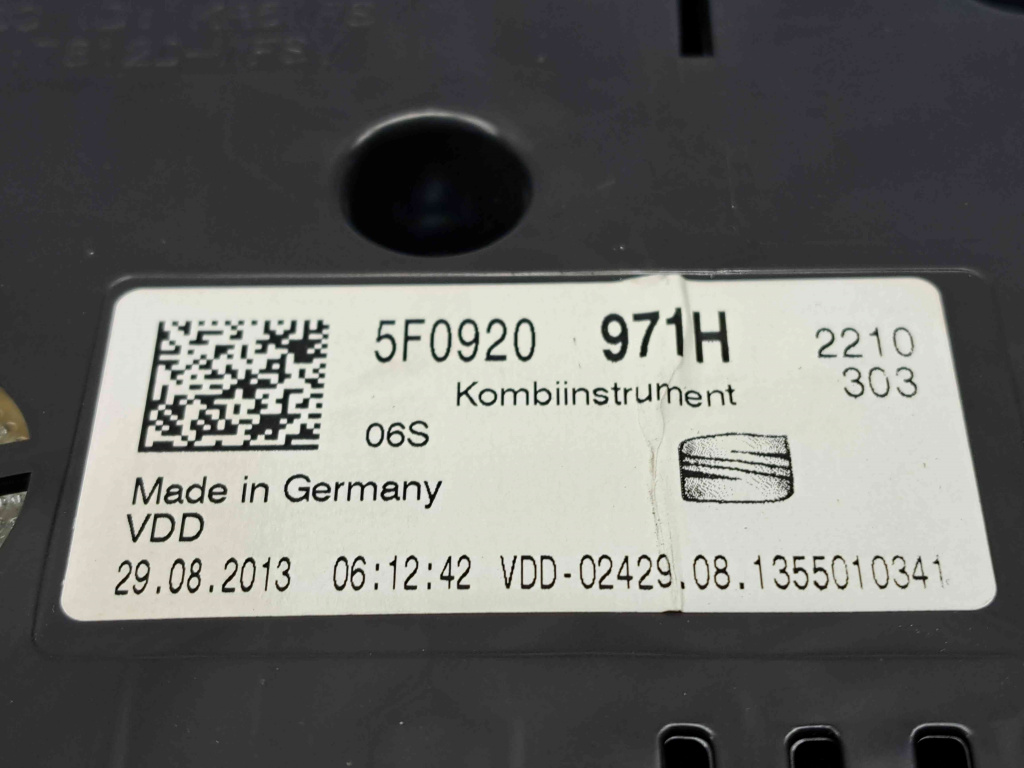 5F0920 971H 2210
Kombiinstrument 303
06S
Made in Germany
VDD
29.08.2013 06:12:42 VDD-02429.08.1355010341